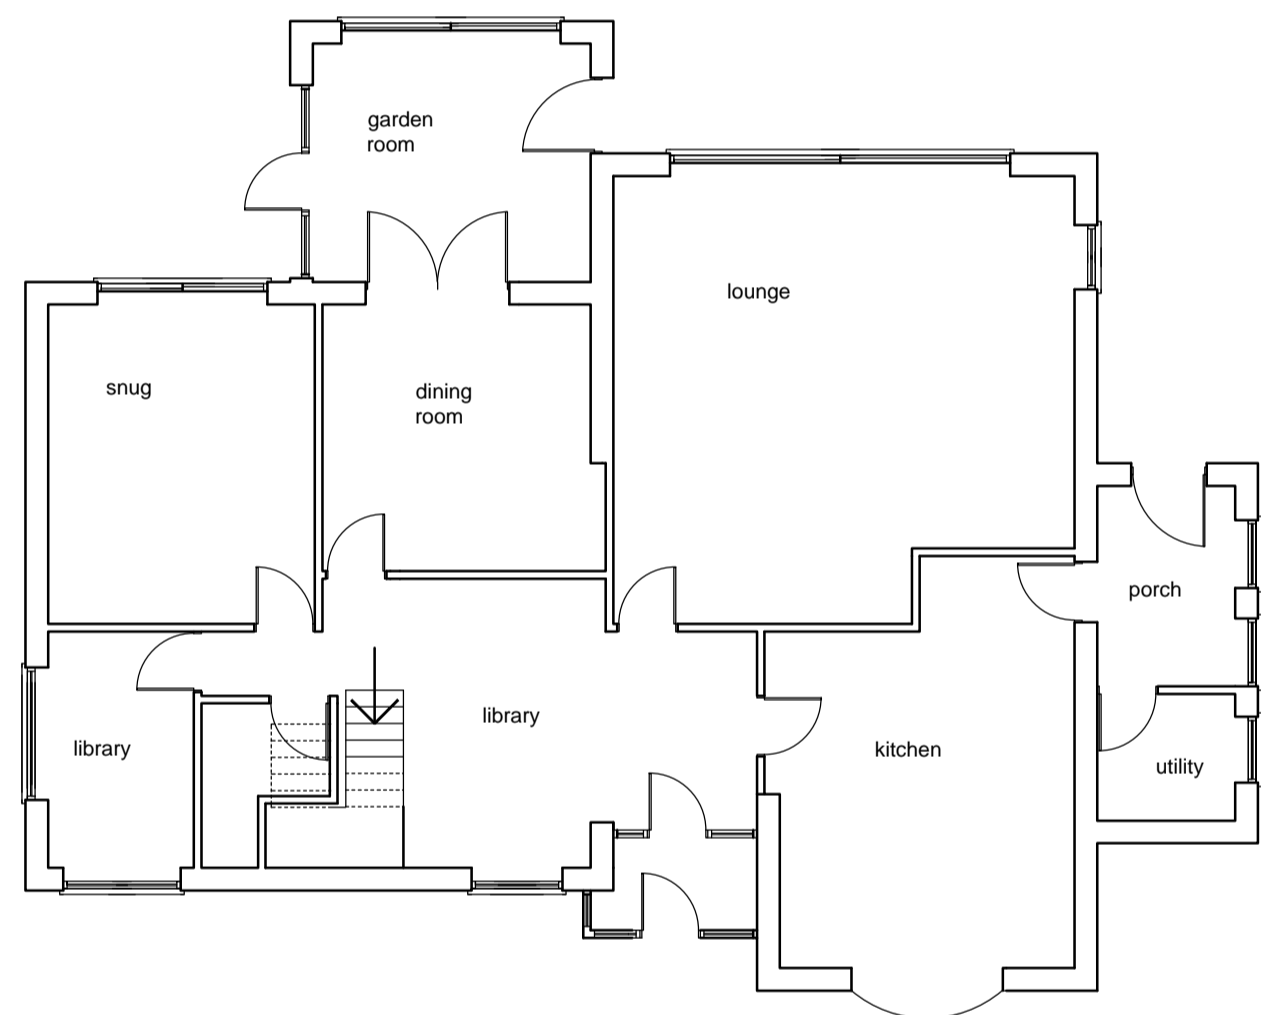 garden
room
lounge
snug
dining
room
porch
library
library
kitchen
utility